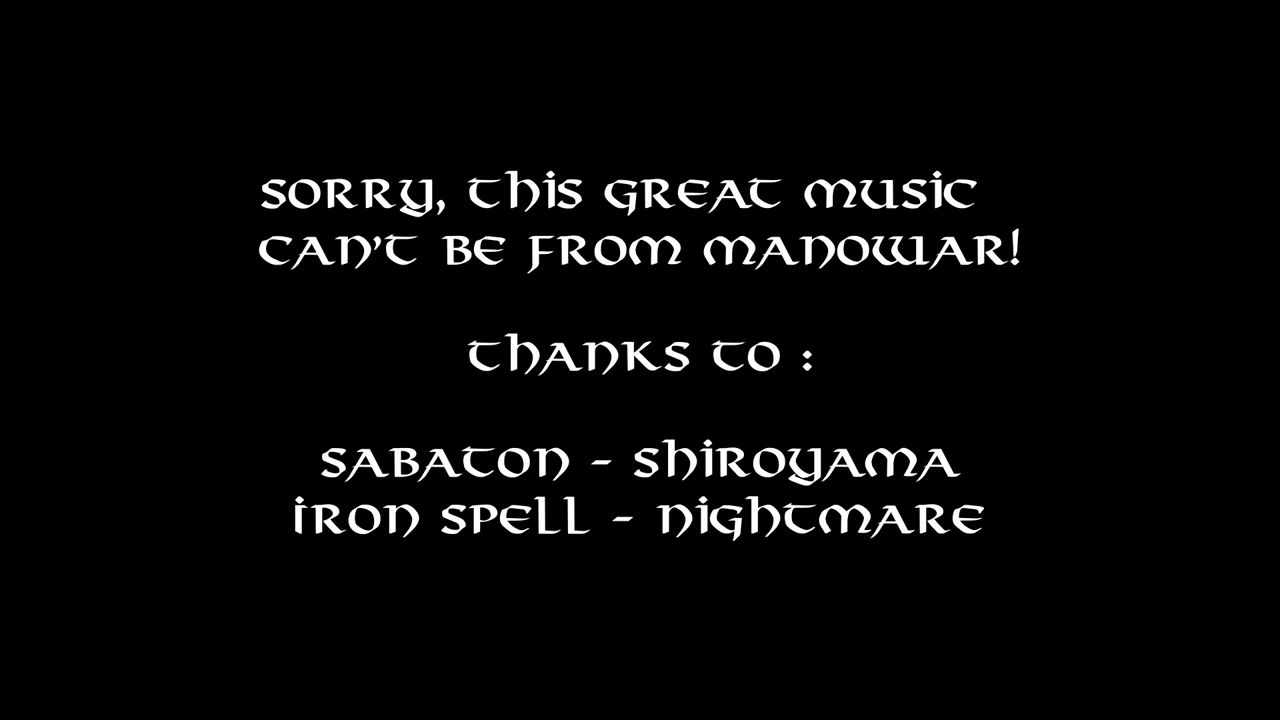 SORRY, THIS GREAT MUSIC
CAN'T BE FROM MANOWAR!
THANKS TO :
SABATON - SHIROYAMA
IRON SPELL - NIGHTMARE